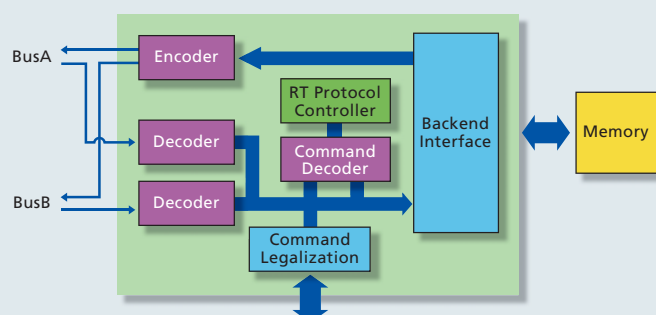 BusA
Encoder
RT Protocol
Controller
Backend
Interface
Memory
Decoder
Command
Decoder
BusB
Decoder
Command
Legalization